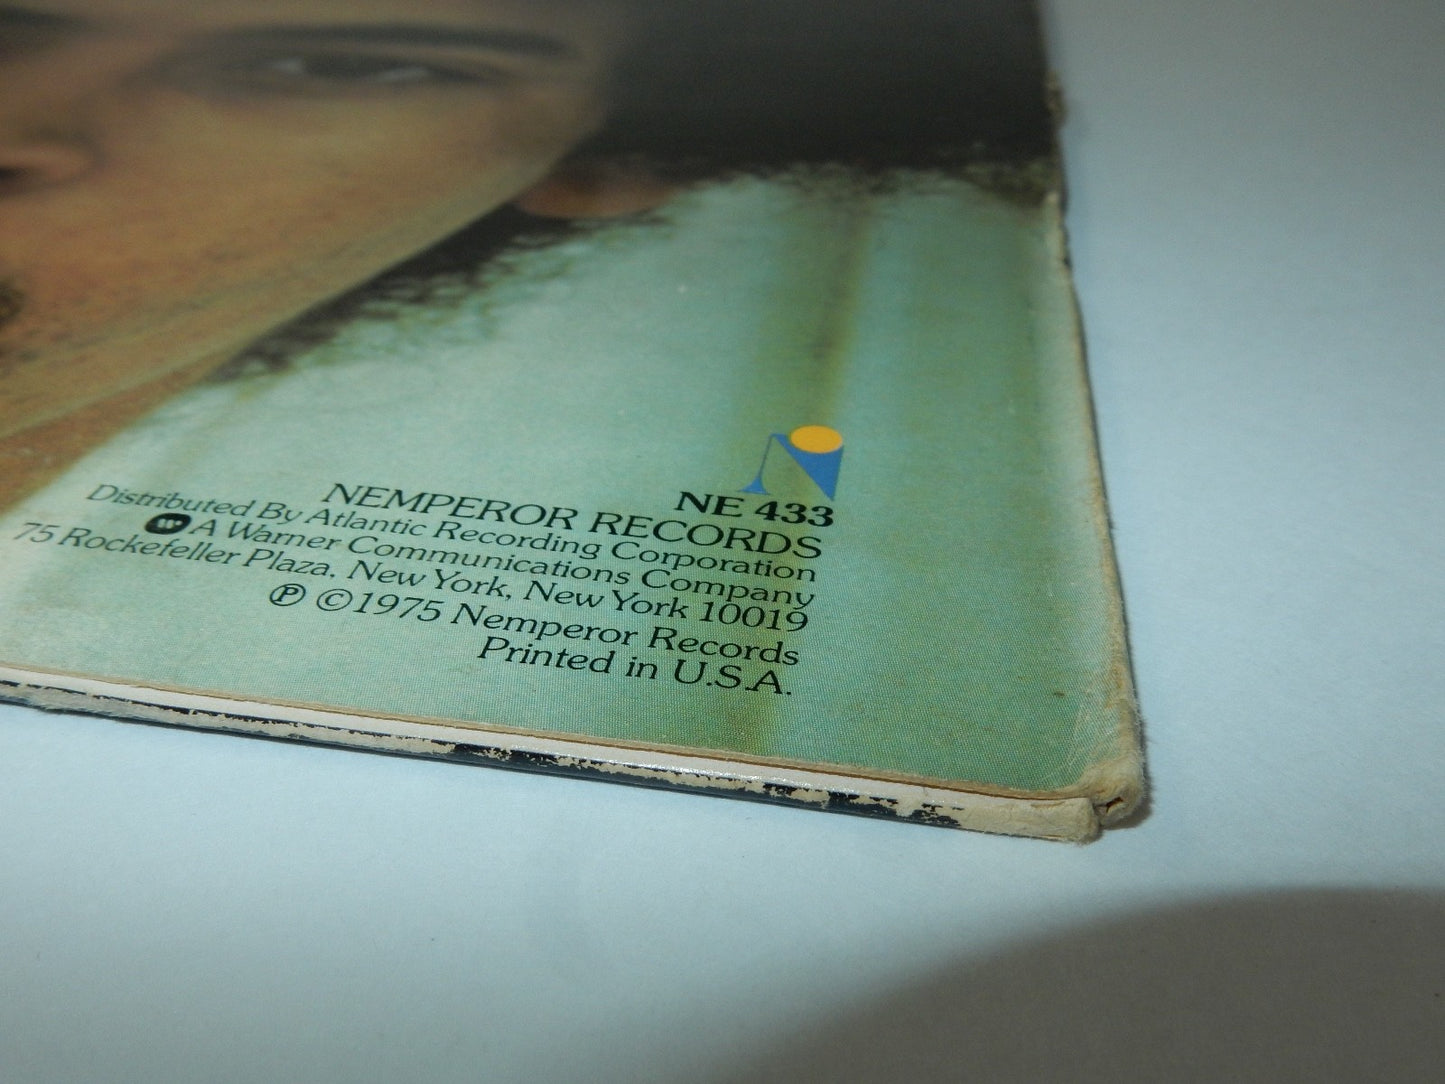 NE 433
NEMPEROR RECORDS
Distributed By Atlantic Recording Corporation
A Warner Communications Company
75 Rockefeller Plaza, New York, New York 10019
Ⓟ ©1975 Nemperor Records
Printed in U.S.A.